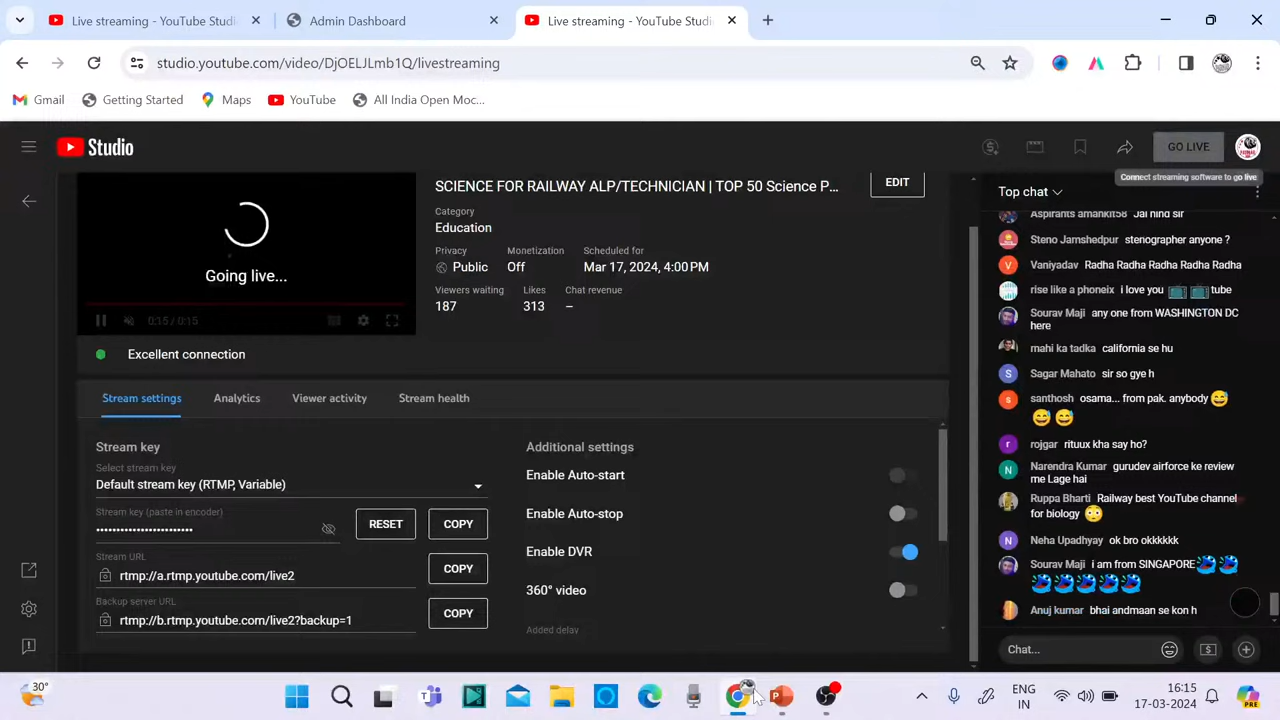 Live streaming - YouTube Studi
Admin Dashboard
Live streaming - YouTube Studi
studio.youtube.com/video/DjOELJLmb1Q/livestreaming
Gmail
Getting Started
Maps
YouTube
All India Open Moc...
Studio
GO LIVE
Connect streaming software to go live
Going live...
0:15 / 0:15
SCIENCE FOR RAILWAY ALP/TECHNICIAN | TOP 50 Science P...
EDIT
Category
Education
Privacy
Monetization
Scheduled for
Public
Off
Mar 17, 2024, 4:00 PM
Viewers waiting
Likes
Chat revenue
187
313
–
Excellent connection
Stream settings
Analytics
Viewer activity
Stream health
Stream key
Select stream key
Default stream key (RTMP, Variable)
Stream key (paste in encoder)
••••••••••••••••••••••••
RESET
COPY
Stream URL
rtmp://a.rtmp.youtube.com/live2
COPY
Backup server URL
rtmp://b.rtmp.youtube.com/live2?backup=1
COPY
Additional settings
Enable Auto-start
Enable Auto-stop
Enable DVR
360° video
Added delay
Top chat
Aspirants amankit58 Jai hind sir
Steno Jamshedpur stenographer anyone ?
V Vaniyadav Radha Radha Radha Radha Radha
rise like a phoneix i love you 📺 📺 tube
Sourav Maji any one from WASHINGTON DC
here
mahi ka tadka california se hu
S Sagar Mahato sir so gye h
s santhosh osama... from pak. anybody 😅
😅 😅
r rojgar rituux kha say ho?
N Narendra Kumar gurudev airforce ke review
me Lage hai
Ruppa Bharti Railway best YouTube channel
for biology 😳
N Neha Upadhyay ok bro okkkkkk
Sourav Maji i am from SINGAPORE
Anuj kumar bhai andmaan se kon h
Chat...
30°
ENG
IN
16:15
17-03-2024
PRE